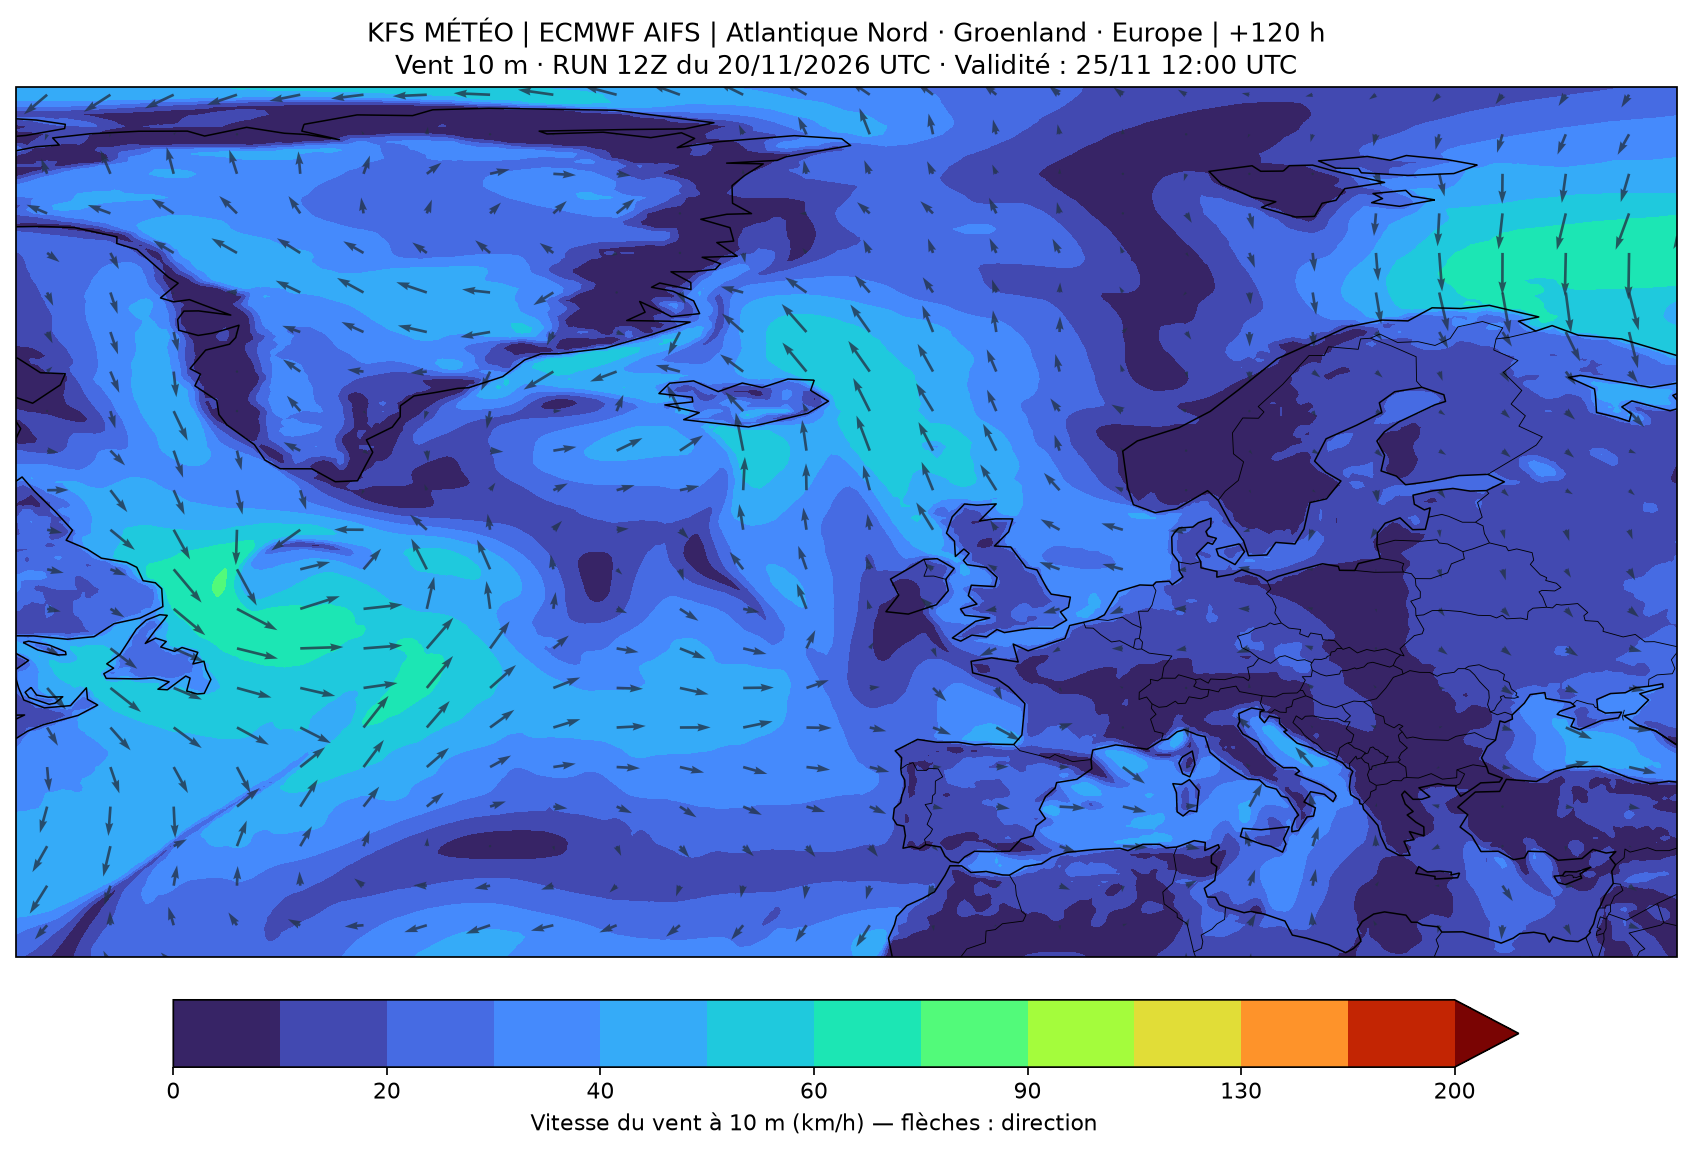 KFS MÉTÉO | ECMWF AIFS | Atlantique Nord · Groenland · Europe | +120 h
Vent 10 m · RUN 12Z du 20/11/2026 UTC · Validité : 25/11 12:00 UTC
0 20 40 60 90 130 200
Vitesse du vent à 10 m (km/h) — flèches : direction